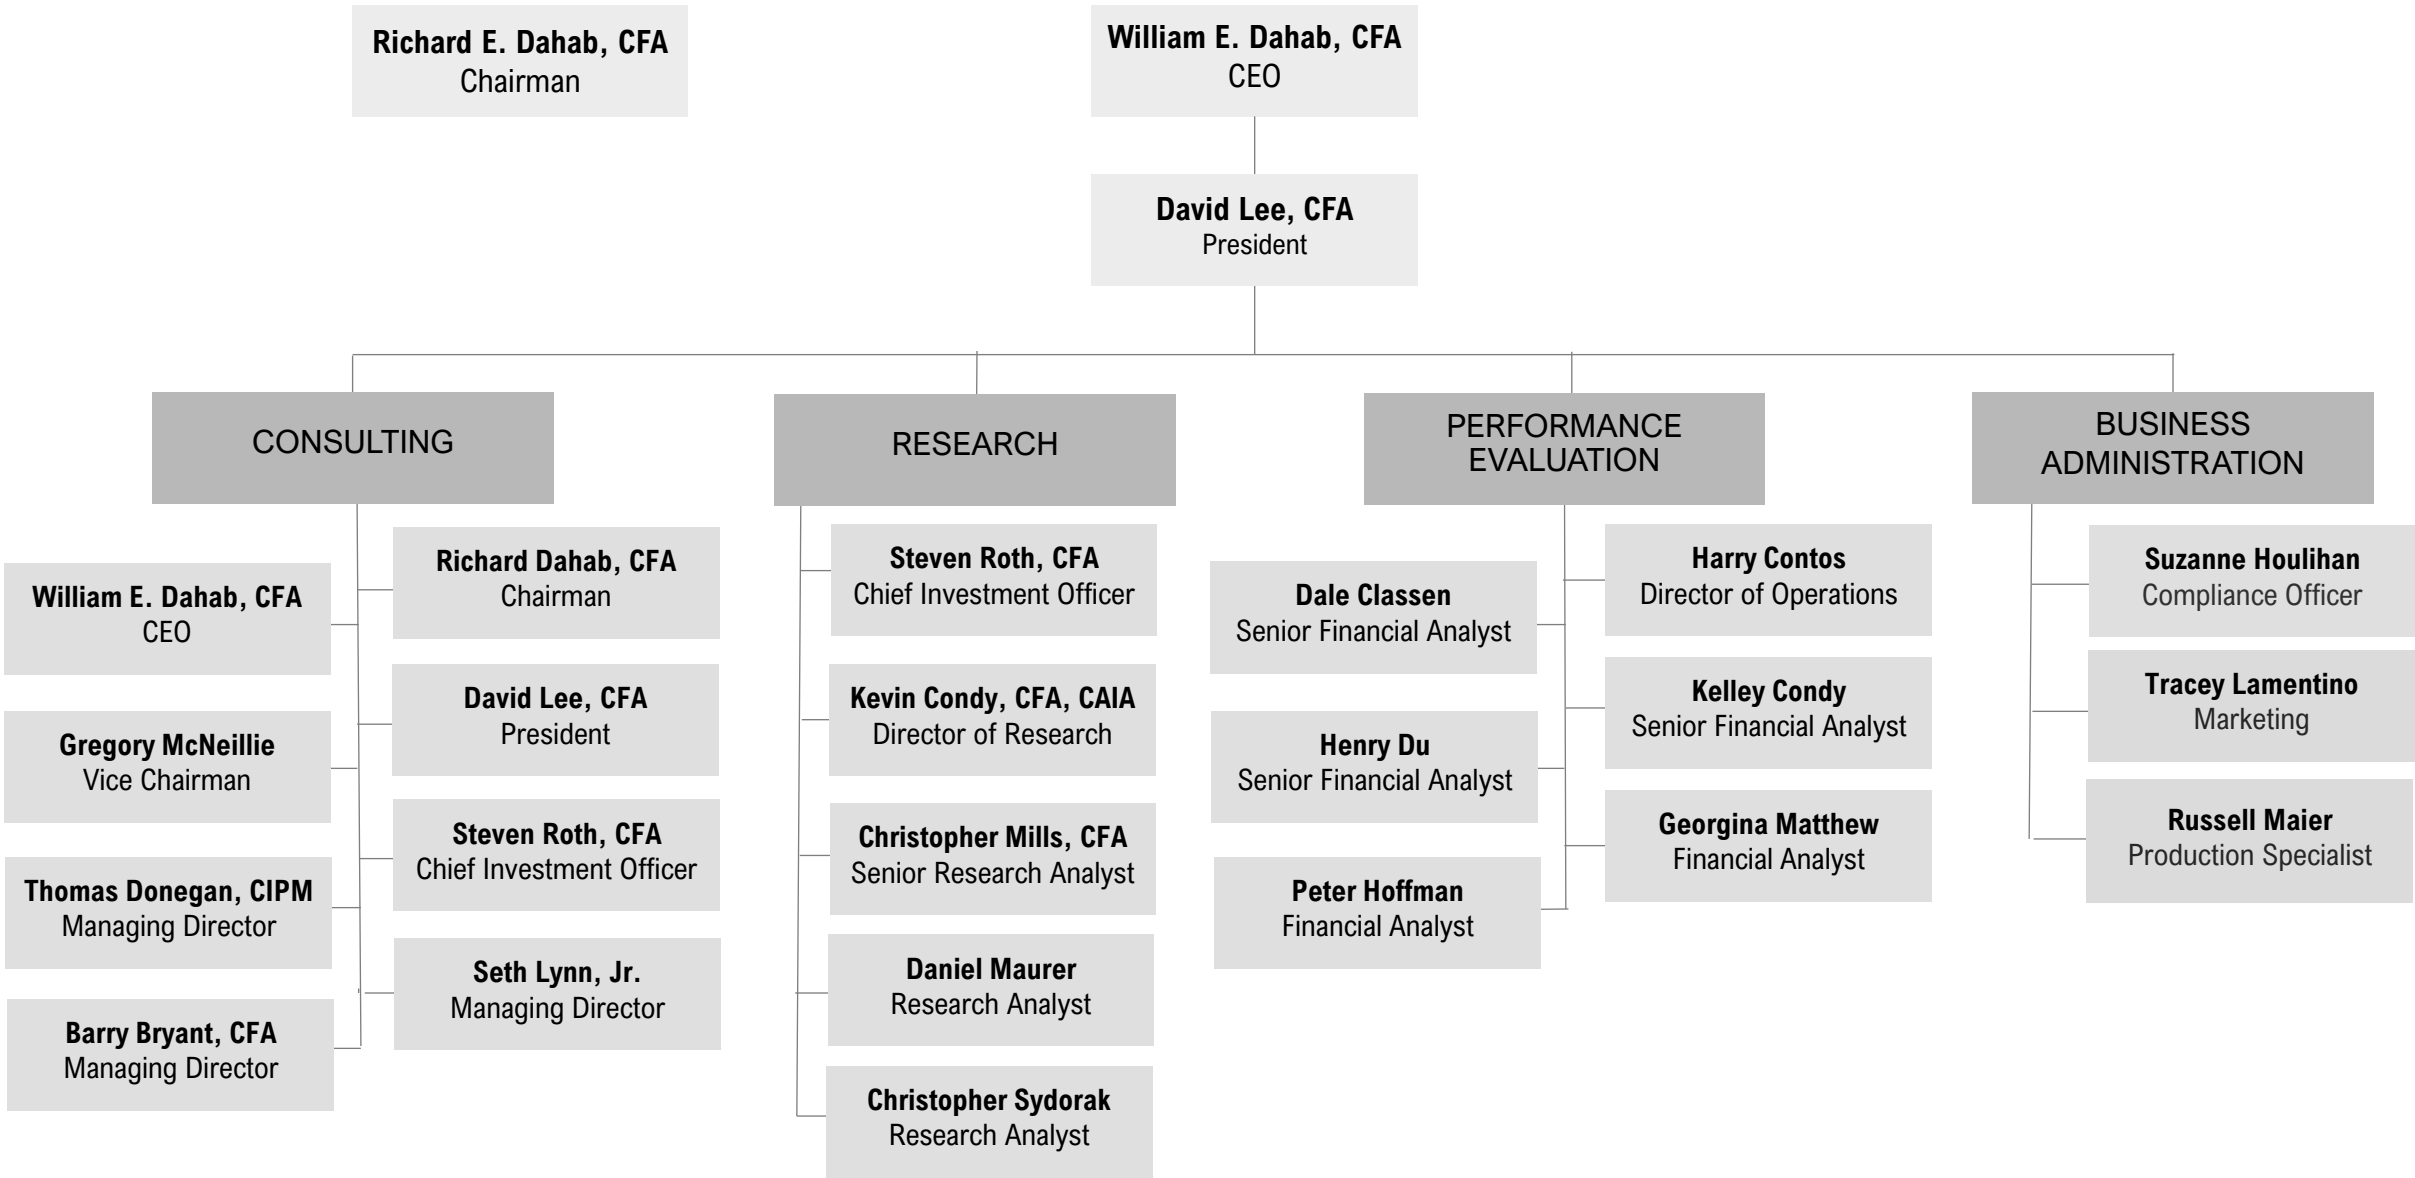 Richard E. Dahab, CFA
Chairman
William E. Dahab, CFA
CEO
David Lee, CFA
President
CONSULTING
William E. Dahab, CFA
CEO
Gregory McNeillie
Vice Chairman
Thomas Donegan, CIPM
Managing Director
Barry Bryant, CFA
Managing Director
Richard Dahab, CFA
Chairman
David Lee, CFA
President
Steven Roth, CFA
Chief Investment Officer
Seth Lynn, Jr.
Managing Director
RESEARCH
Steven Roth, CFA
Chief Investment Officer
Kevin Condy, CFA, CAIA
Director of Research
Christopher Mills, CFA
Senior Research Analyst
Daniel Maurer
Research Analyst
Christopher Sydorak
Research Analyst
PERFORMANCE
EVALUATION
Dale Classen
Senior Financial Analyst
Henry Du
Senior Financial Analyst
Peter Hoffman
Financial Analyst
Harry Contos
Director of Operations
Kelley Condy
Senior Financial Analyst
Georgina Matthew
Financial Analyst
BUSINESS
ADMINISTRATION
Suzanne Houlihan
Compliance Officer
Tracey Lamentino
Marketing
Russell Maier
Production Specialist